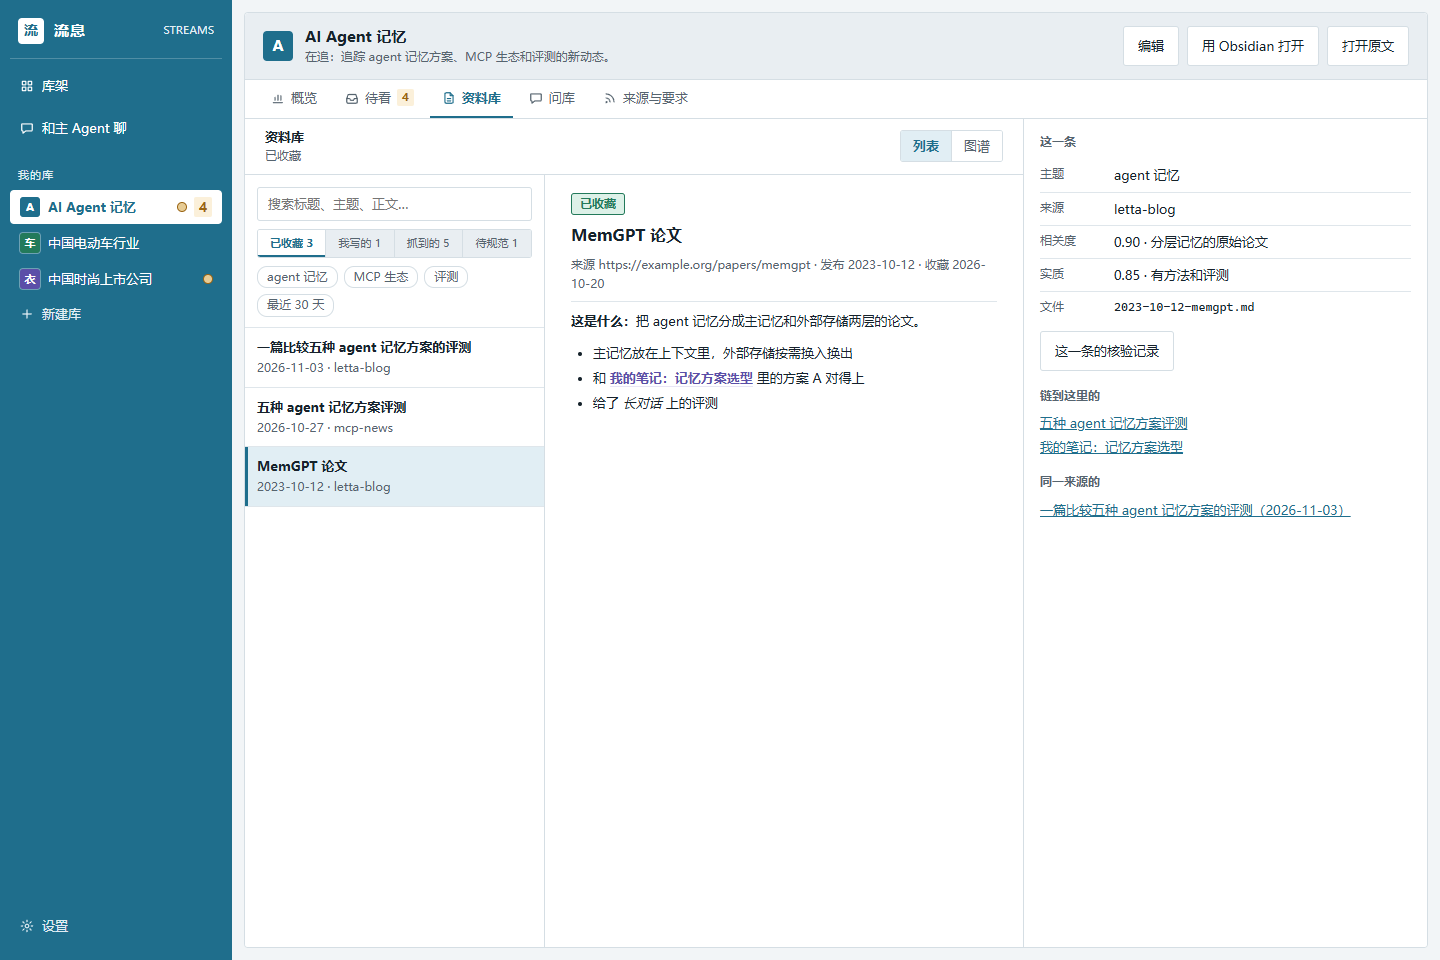 流 流息 STREAMS
库架
和主 Agent 聊
我的库
A AI Agent 记忆 4
车 中国电动车行业
衣 中国时尚上市公司
新建库
设置
A AI Agent 记忆
在追：追踪 agent 记忆方案、MCP 生态和评测的新动态。
编辑 用 Obsidian 打开 打开原文
概览 待看 4 资料库 问库 来源与要求
资料库
已收藏
列表 图谱
搜索标题、主题、正文...
已收藏 3 我写的 1 抓到的 5 待规范 1
agent 记忆 MCP 生态 评测
最近 30 天
一篇比较五种 agent 记忆方案的评测
2026-11-03 · letta-blog
五种 agent 记忆方案评测
2026-10-27 · mcp-news
MemGPT 论文
2023-10-12 · letta-blog
已收藏
MemGPT 论文
来源 https://example.org/papers/memgpt · 发布 2023-10-12 · 收藏 2026-
10-20
这是什么：把 agent 记忆分成主记忆和外部存储两层的论文。
• 主记忆放在上下文里，外部存储按需换入换出
• 和 我的笔记：记忆方案选型 里的方案 A 对得上
• 给了 长对话 上的评测
这一条
主题 agent 记忆
来源 letta-blog
相关度 0.90 · 分层记忆的原始论文
实质 0.85 · 有方法和评测
文件 2023-10-12-memgpt.md
这一条的核验记录
链到这里的
五种 agent 记忆方案评测
我的笔记：记忆方案选型
同一来源的
一篇比较五种 agent 记忆方案的评测（2026-11-03）